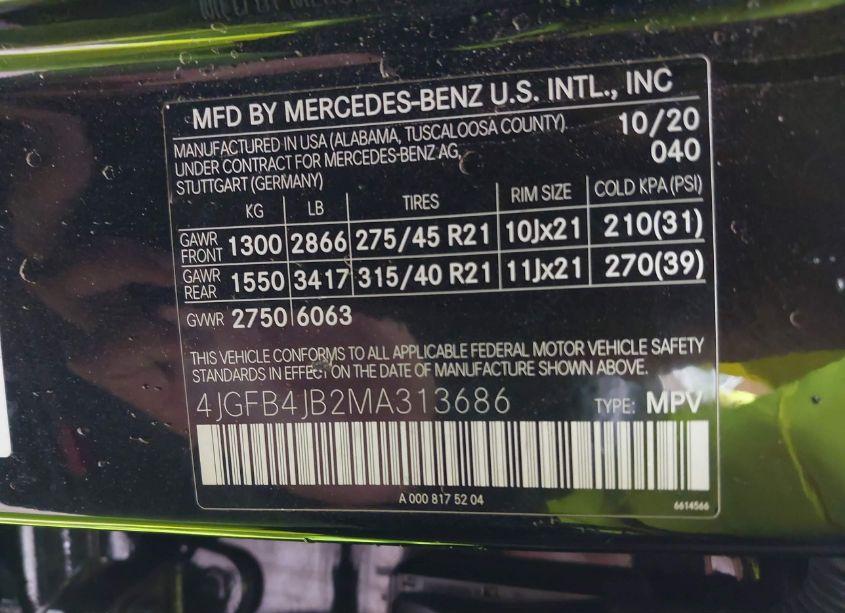 MFD BY MERCEDES-BENZ U.S. INTL., INC
MANUFACTURED IN USA (ALABAMA, TUSCALOOSA COUNTY). 10/20
UNDER CONTRACT FOR MERCEDES-BENZ AG, 040
STUTTGART (GERMANY)
KG LB TIRES RIM SIZE COLD KPA (PSI)
GAWR FRONT 1300 2866 275/45 R21 10Jx21 210(31)
GAWR REAR 1550 3417 315/40 R21 11Jx21 270(39)
GVWR 2750 6063
THIS VEHICLE CONFORMS TO ALL APPLICABLE FEDERAL MOTOR VEHICLE SAFETY
STANDARDS IN EFFECT ON THE DATE OF MANUFACTURE SHOWN ABOVE.
4JGFB4JB2MA313686 TYPE: MPV
A 000 817 52 04
6614566